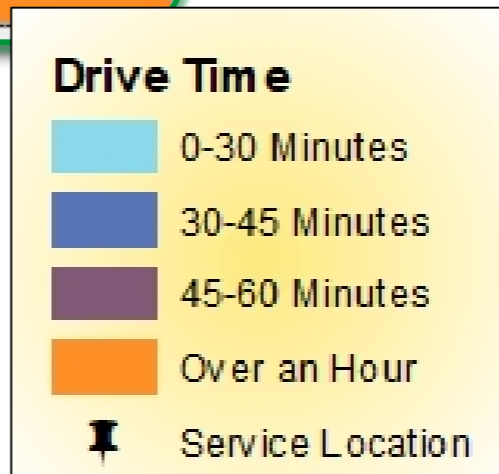 Drive Time
0-30 Minutes
30-45 Minutes
45-60 Minutes
Over an Hour
Service Location